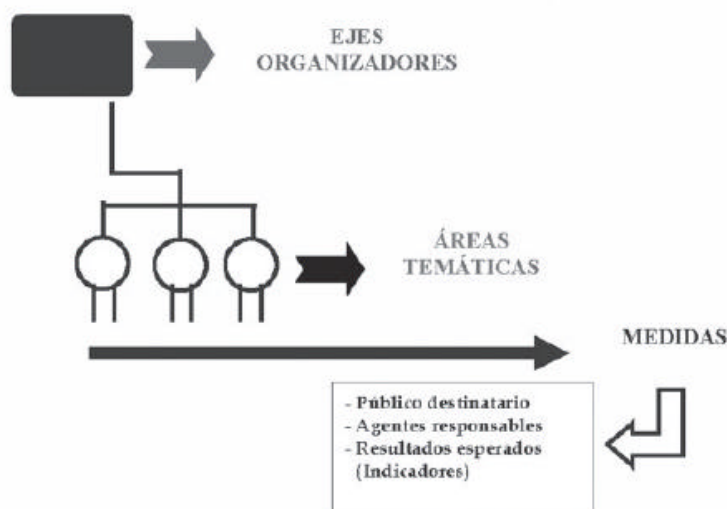 EJES
ORGANIZADORES
ÁREAS
TEMÁTICAS
MEDIDAS
- Público destinatario
- Agentes responsables
- Resultados esperados
(Indicadores)